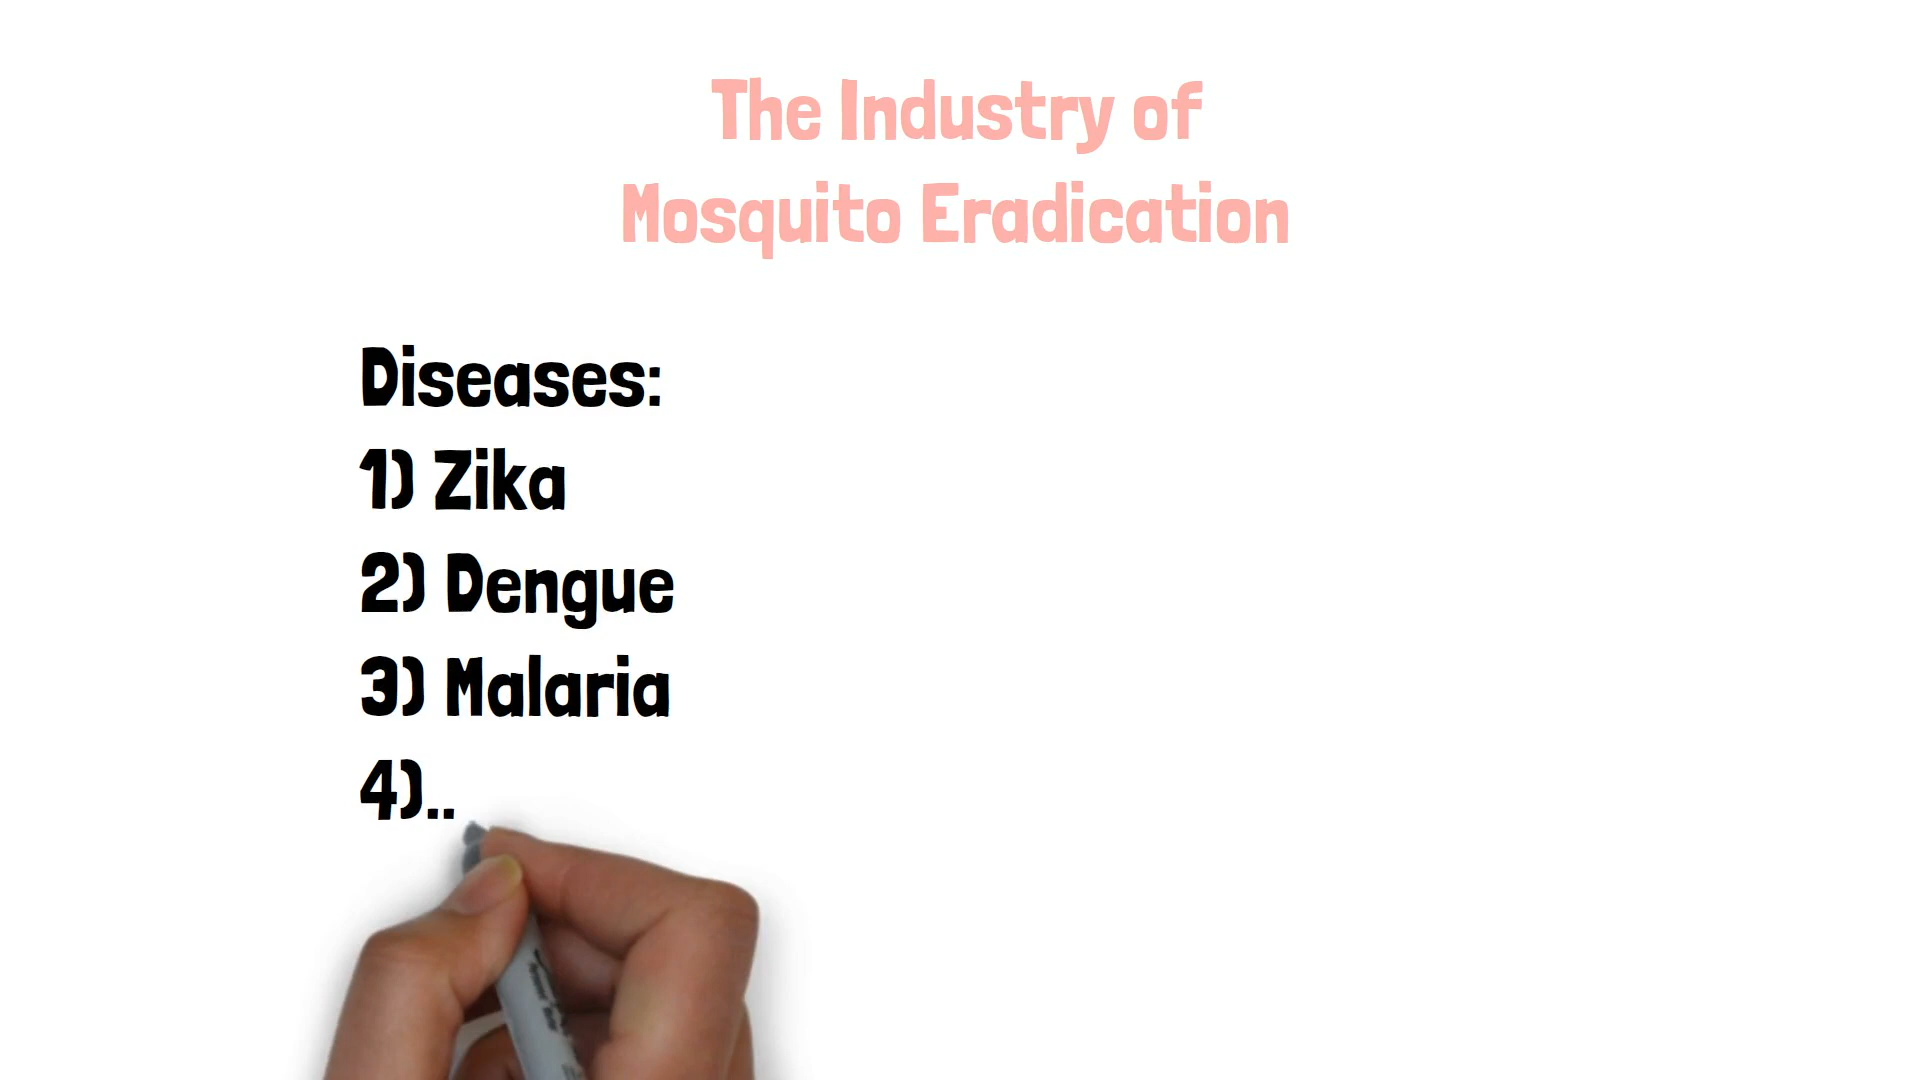 The Industry of
Mosquito Eradication
Diseases:
1) Zika
2) Dengue
3) Malaria
4)..